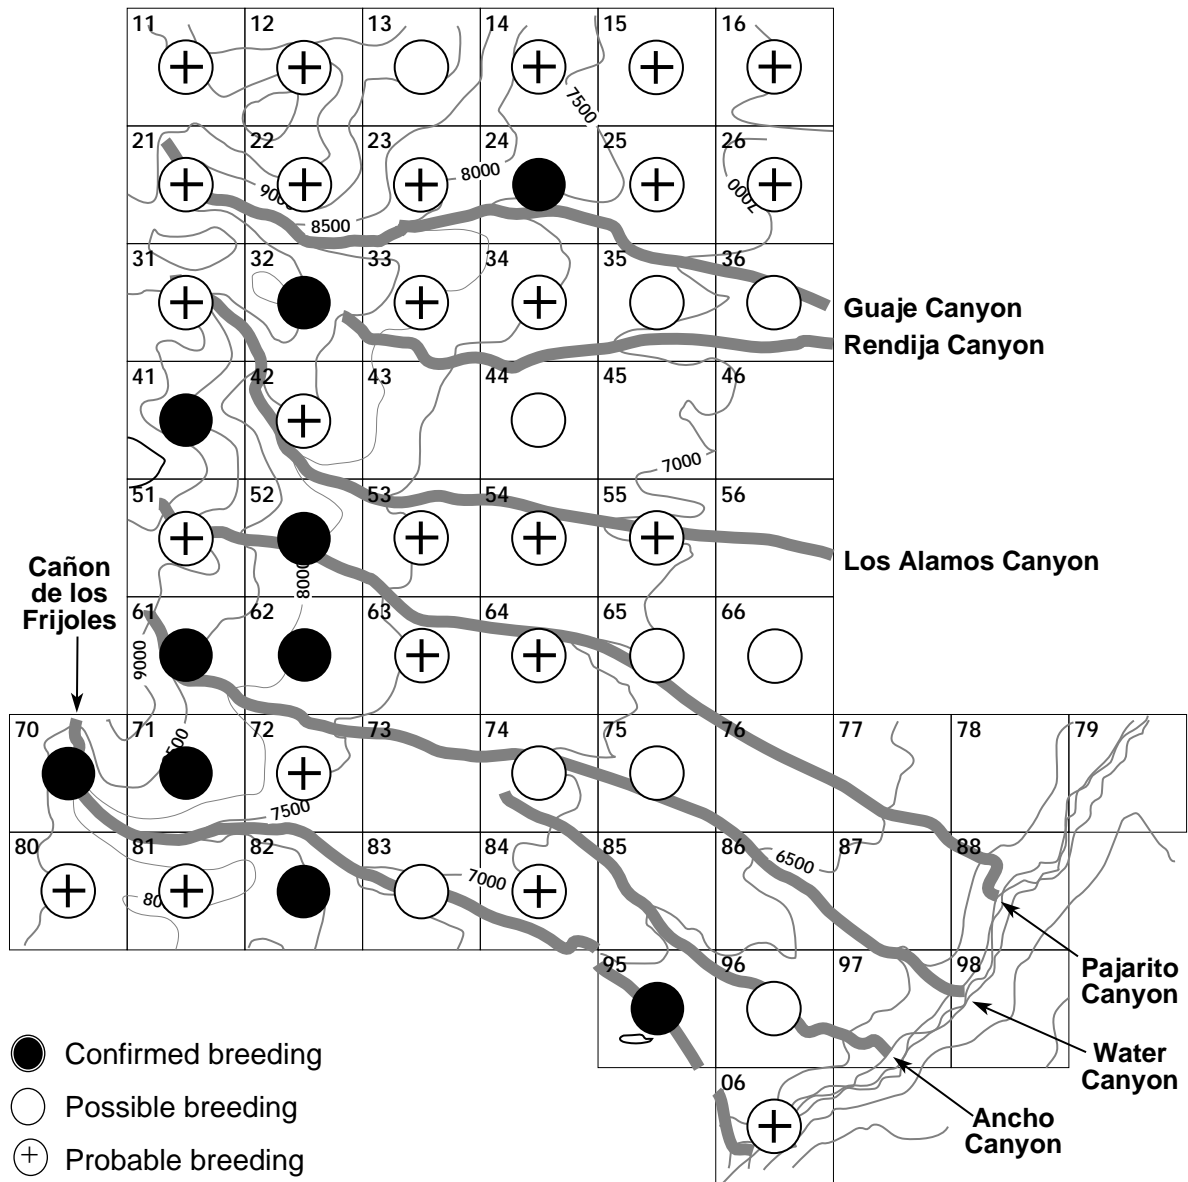 11 12 13 14 15 16
7500
21 22 23 24 25 26
8000
9000
7000
8500
31 32 33 34 35 36
Guaje Canyon
Rendija Canyon
41 42 43 44 45 46
7000
51 52 53 54 55 56
Los Alamos Canyon
Cañon
de los
Frijoles
8000
61 62 63 64 65 66
9000
70 71 72 73 74 75 76 77 78 79
500
7500
80 81 82 83 84 85 86 87 88
6500
7000
80
95 96 97 98
Pajarito
Canyon
Water
Canyon
06
Ancho
Canyon
Confirmed breeding
Possible breeding
Probable breeding